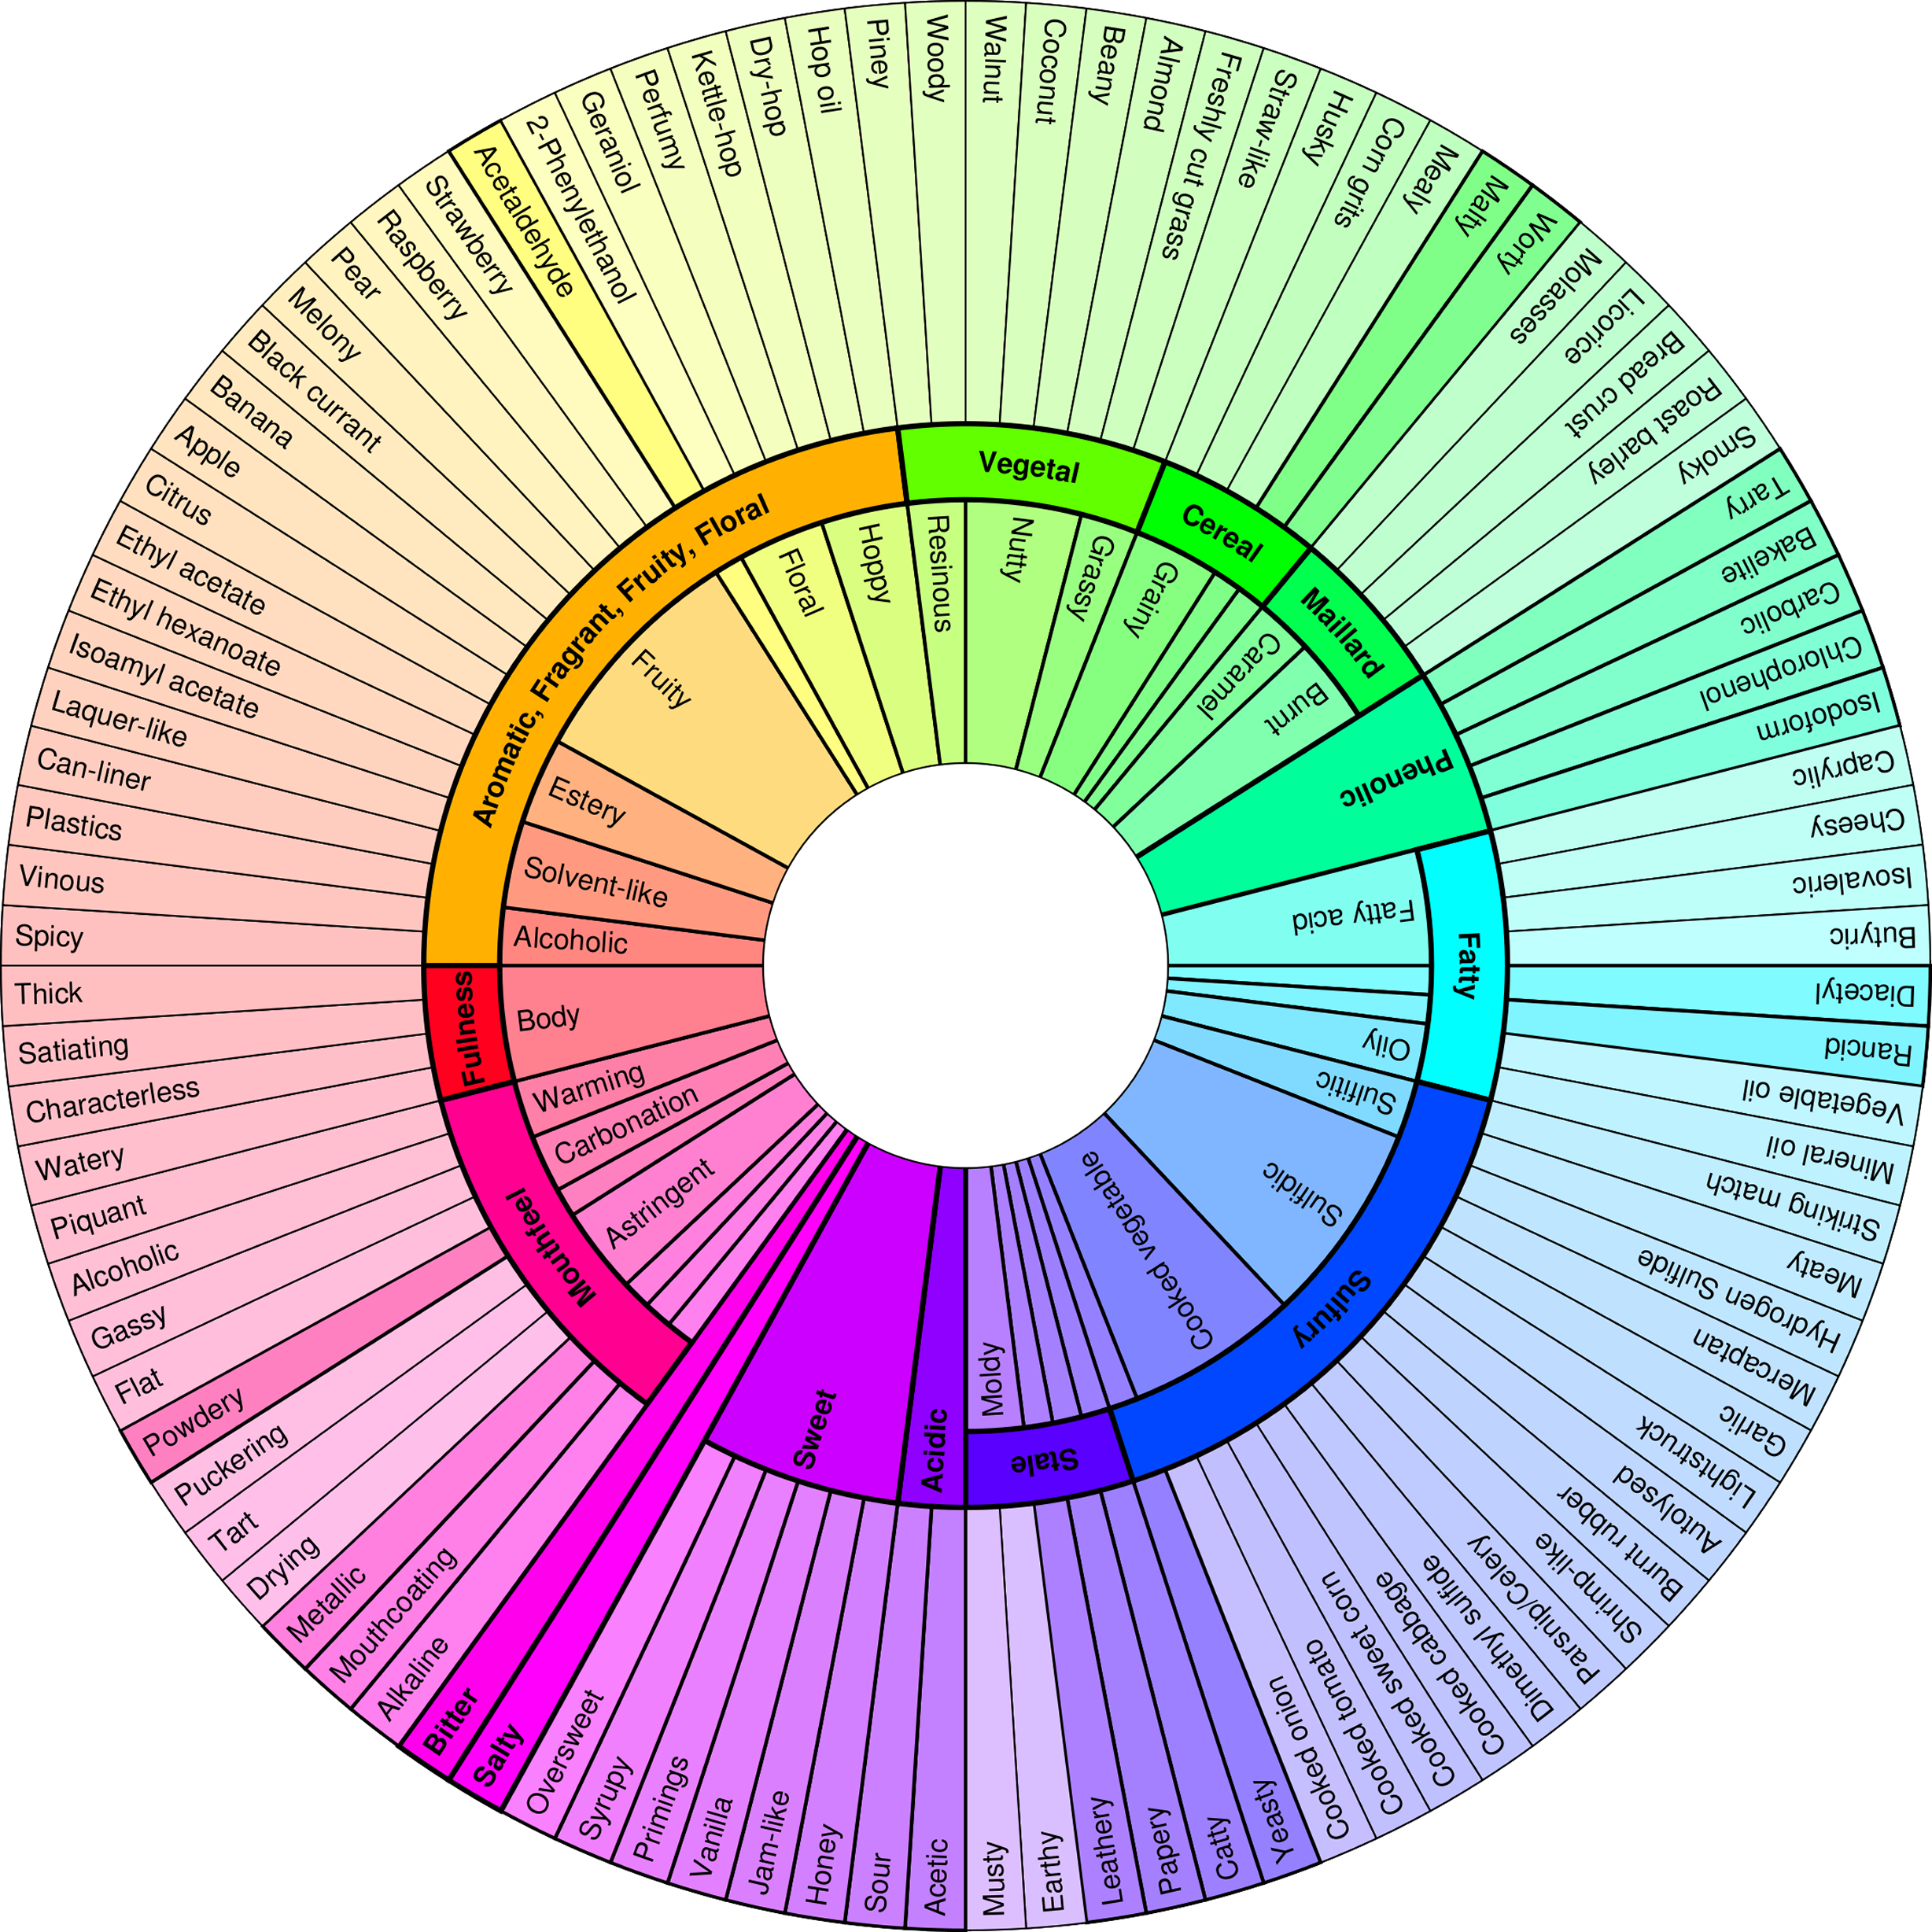 Woody
Walnut
Coconut
Beany
Almond
Freshly cut grass
Straw-like
Husky
Corn grits
Mealy
Malty
Worty
Molasses
Licorice
Bread crust
Roast barley
Smoky
Tarry
Bakelite
Carbolic
Chlorophenol
Isodoform
Caprylic
Cheesy
Isovaleric
Butyric
Diacetyl
Rancid
Vegetable oil
Mineral oil
Striking match
Meaty
Hydrogen Sulfide
Mercaptan
Garlic
Lightstruck
Autolysed
Burnt rubber
Shrimp-like
Parsnip/Celery
Dimethyl sulfide
Cooked cabbage
Cooked sweet corn
Cooked tomato
Cooked onion
Yeasty
Catty
Papery
Leathery
Earthy
Musty
Acetic
Sour
Honey
Jam-like
Vanilla
Primings
Syrupy
Oversweet
Salty
Bitter
Alkaline
Mouthcoating
Metallic
Drying
Tart
Puckering
Powdery
Flat
Gassy
Alcoholic
Piquant
Watery
Characterless
Satiating
Thick
Spicy
Vinous
Plastics
Can-liner
Laquer-like
Isoamyl acetate
Ethyl hexanoate
Ethyl acetate
Citrus
Apple
Banana
Black currant
Melony
Pear
Raspberry
Strawberry
Acetaldehyde
2-Phenylethanol
Geraniol
Perfumy
Kettle-hop
Dry-hop
Hop oil
Piney
Vegetal
Cereal
Maillard
Phenolic
Fatty
Sulfury
Stale
Acidic
Sweet
Mouthfeel
Fullness
Aromatic, Fragrant, Fruity, Floral
Resinous
Nutty
Grassy
Grainy
Caramel
Burnt
Fatty acid
Oily
Sulfitic
Sulfidic
Cooked vegetable
Moldy
Astringent
Carbonation
Warming
Body
Alcoholic
Solvent-like
Estery
Fruity
Floral
Hoppy